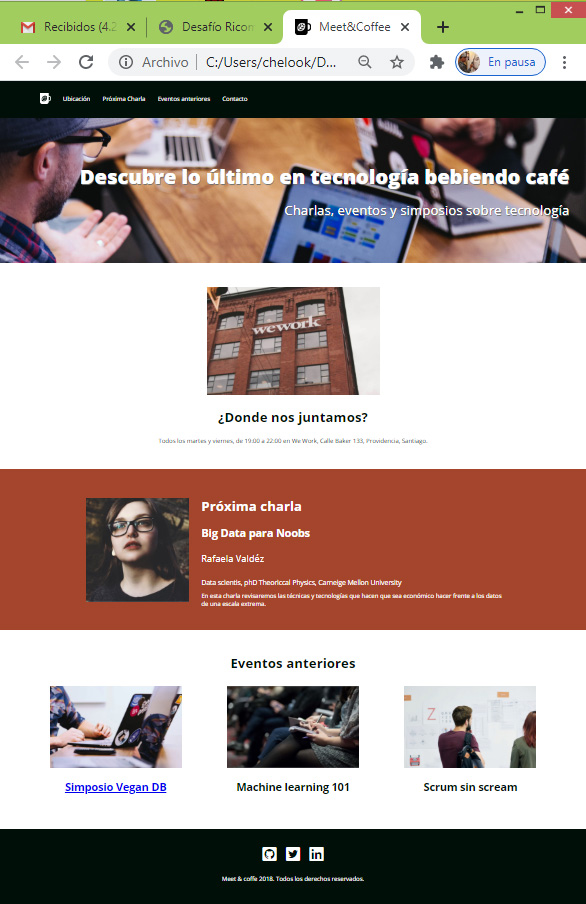 Recibidos (4.2
Desafío Ricon
Meet&Coffee
Archivo
C:/Users/chelook/D...
En pausa
Ubicación
Próxima Charla
Eventos anteriores
Contacto
Descubre lo último en tecnología bebiendo café
Charlas, eventos y simposios sobre tecnología
wework
¿Donde nos juntamos?
Todos los martes y viernes, de 19.00 a 22.00 en We Work, Calle Baker 133, Providencia, Santiago.
Próxima charla
Big Data para Noobs
Rafaela Valdéz
Data scientis, phD Theoriccal Physics, Carneige Mellon University
En esta charla revisaremos las técnicas y tecnologías que hacen que sea económico hacer frente a los datos
de una escala extrema.
Eventos anteriores
Simposio Vegan DB
Machine learning 101
Scrum sin scream
Meet & coffe 2018. Todos los derechos reservados.